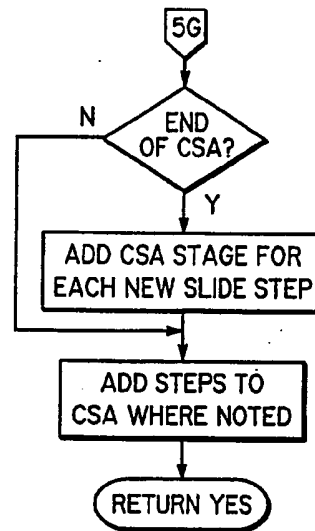 5G
END
OF CSA?
N
Y
ADD CSA STAGE FOR
EACH NEW SLIDE STEP
ADD STEPS TO
CSA WHERE NOTED
RETURN YES